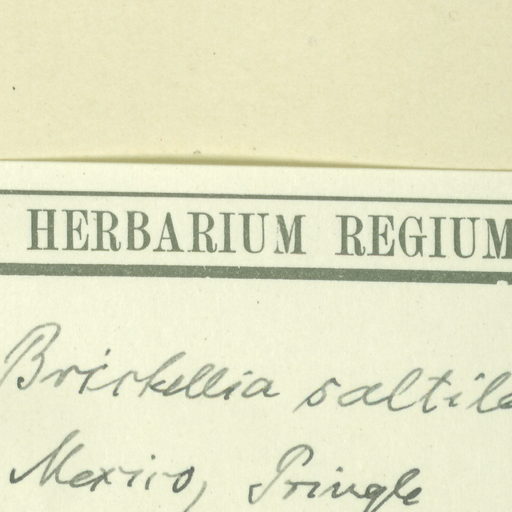 HERBARIUM REGIUM
Brickellia saltile
Mexico, Pringle